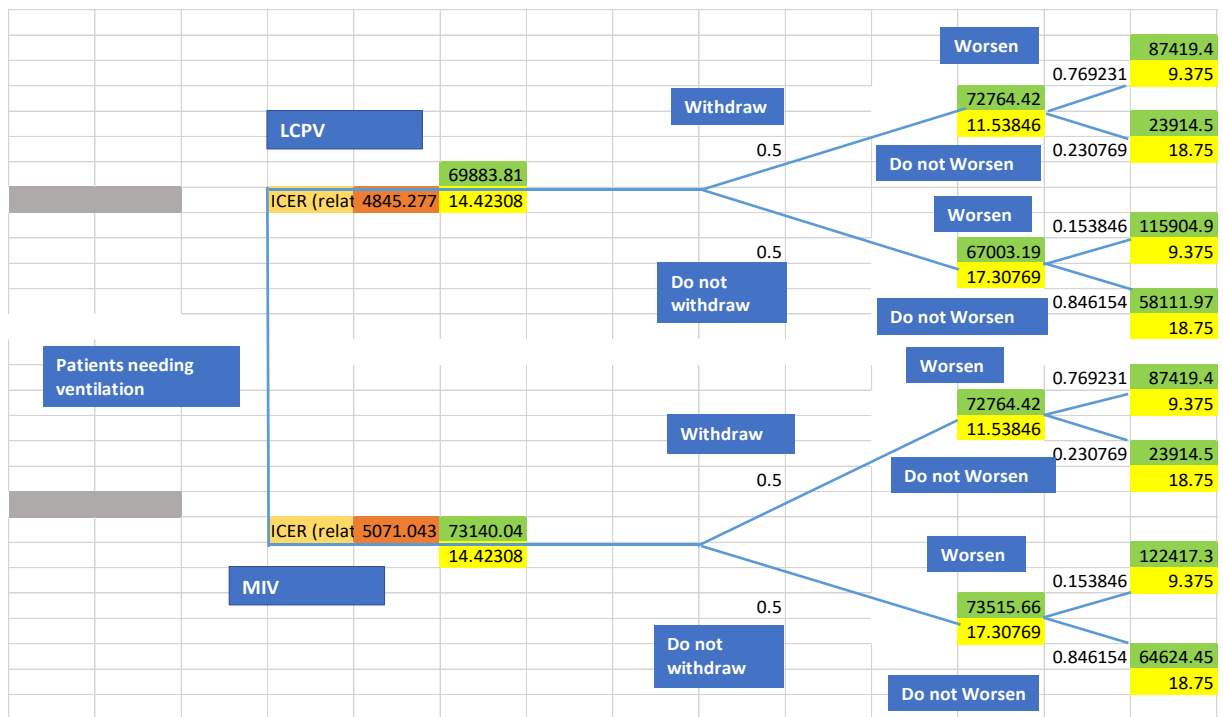 Worsen
87419.4
0.769231
9.375
Withdraw
72764.42
LCPV
11.53846
23914.5
0.5
Do not Worsen
0.230769
18.75
69883.81
ICER (relat
4845.277
14.42308
Worsen
0.153846
115904.9
0.5
67003.19
9.375
Do not
withdraw
17.30769
Do not Worsen
0.846154
58111.97
18.75
Patients needing
ventilation
Worsen
0.769231
87419.4
72764.42
9.375
Withdraw
11.53846
0.230769
23914.5
0.5
Do not Worsen
18.75
ICER (relat
5071.043
73140.04
14.42308
Worsen
122417.3
MIV
0.153846
9.375
0.5
73515.66
17.30769
Do not
withdraw
0.846154
64624.45
Do not Worsen
18.75